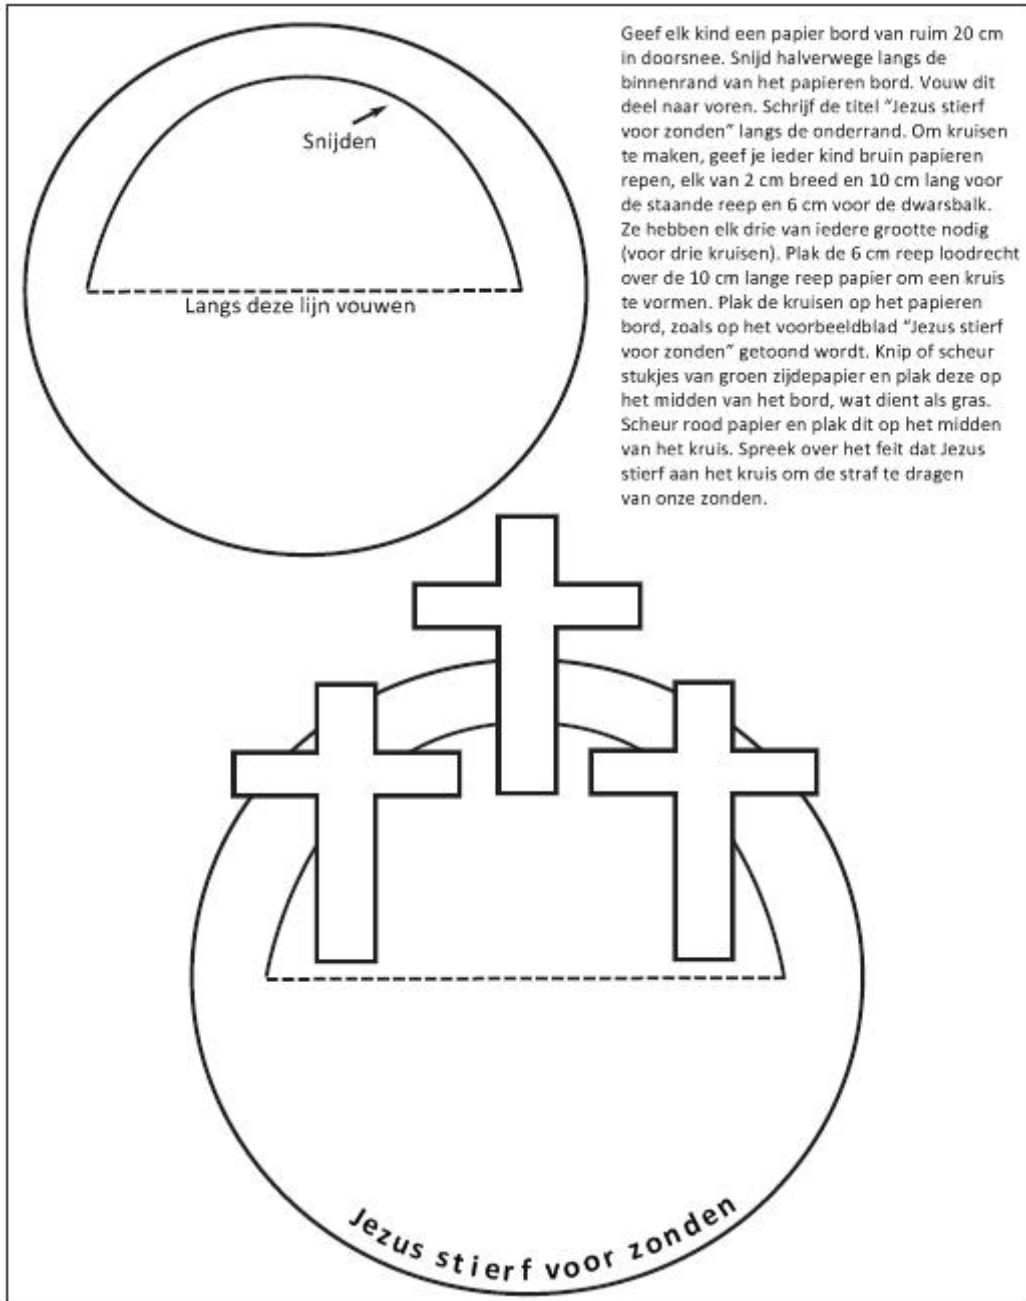 Geef elk kind een papier bord van ruim 20 cm
in doorsnee. Snijd halverwege langs de
binnenrand van het papieren bord. Vouw dit
deel naar voren. Schrijf de titel “Jezus stierf
voor zonden” langs de onderrand. Om kruisen
te maken, geef je ieder kind bruin papieren
repen, elk van 2 cm breed en 10 cm lang voor
de staande reep en 6 cm voor de dwarsbalk.
Ze hebben elk drie van iedere grootte nodig
(voor drie kruisen). Plak de 6 cm reep loodrecht
over de 10 cm lange reep papier om een kruis
te vormen. Plak de kruisen op het papieren
bord, zoals op het voorbeeldblad “Jezus stierf
voor zonden” getoond wordt. Knip of scheur
stukjes van groen zijdepapier en plak deze op
het midden van het bord, wat dient als gras.
Scheur rood papier en plak dit op het midden
van het kruis. Spreek over het feit dat Jezus
stierf aan het kruis om de straf te dragen
van onze zonden.
Snijden
Langs deze lijn vouwen
Jezus stierf voor zonden